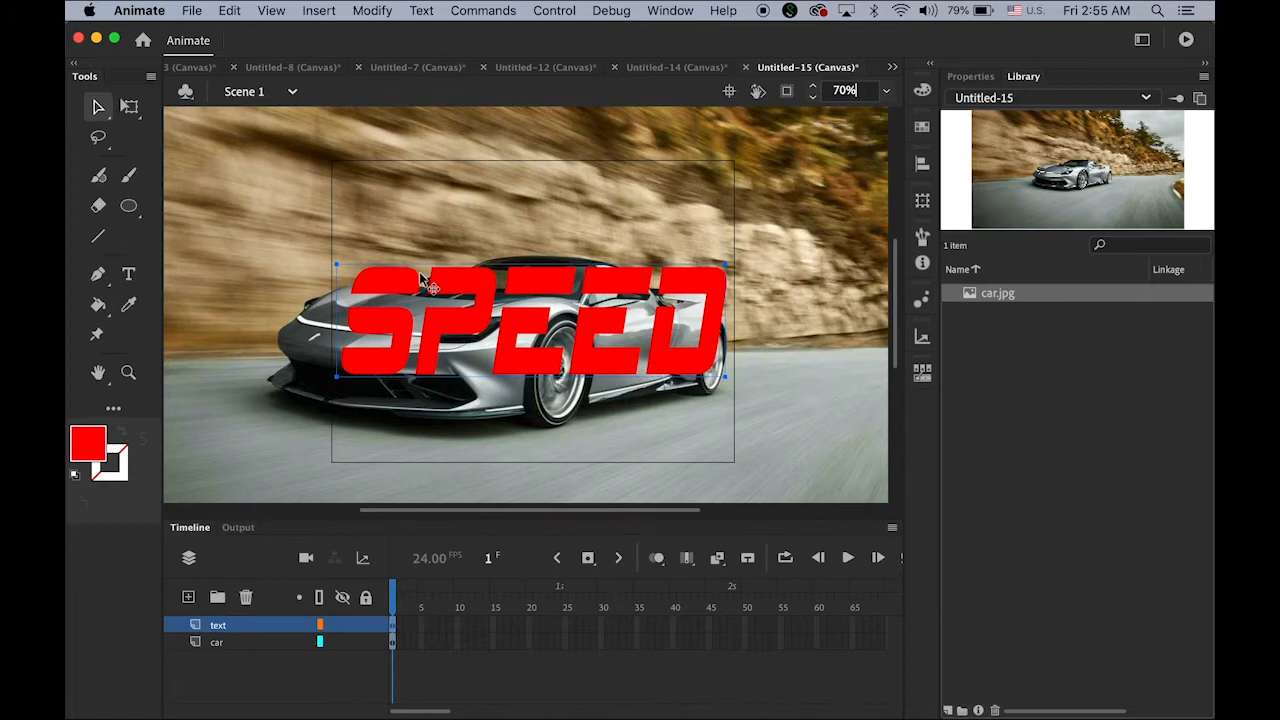 Animate File Edit View Insert Modify Text Commands Control Debug Window Help 79% U.S. Fri 2:55 AM
Animate
Tools
3 (Canvas)* Untitled-8 (Canvas)* Untitled-7 (Canvas)* Untitled-12 (Canvas)* Untitled-14 (Canvas)* Untitled-15 (Canvas)*
Properties Library
Scene 1
70%
Untitled-15
SPEED
1 item
Name Linkage
car.jpg
Timeline Output
24.00 FPS 1 F
1s 2s
5 10 15 20 25 30 35 40 45 50 55 60 65
text
car